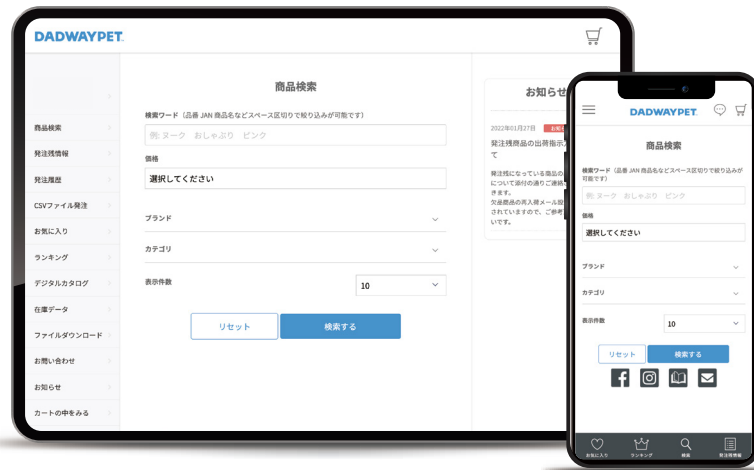 DADWAYPET.
商品検索
発注残情報
発注履歴
CSVファイル発注
お気に入り
ランキング
デジタルカタログ
在庫データ
ファイルダウンロード
お問い合わせ
お知らせ
カートの中をみる
商品検索
検索ワード（品番 JAN 商品名などスペース区切りで絞り込みが可能です）
例: ヌーク おしゃぶり ピンク
価格
選択してください
ブランド
カテゴリ
表示件数
10
リセット
検索する
お知らせ
2022年01月27日
発注残商品の出荷指示
て
発注残になっている商品の
について添付の通りご連絡
きます。
欠品商品の再入荷メール
されていますので、ご参考
いです。
DADWAYPET.
商品検索
検索ワード（品番 JAN 商品名などスペース区切りで絞り込みが
可能です）
例: ヌーク おしゃぶり ピンク
価格
選択してください
ブランド
カテゴリ
表示件数
10
リセット
検索する
お気に入り
ランキング
検索
発注残情報